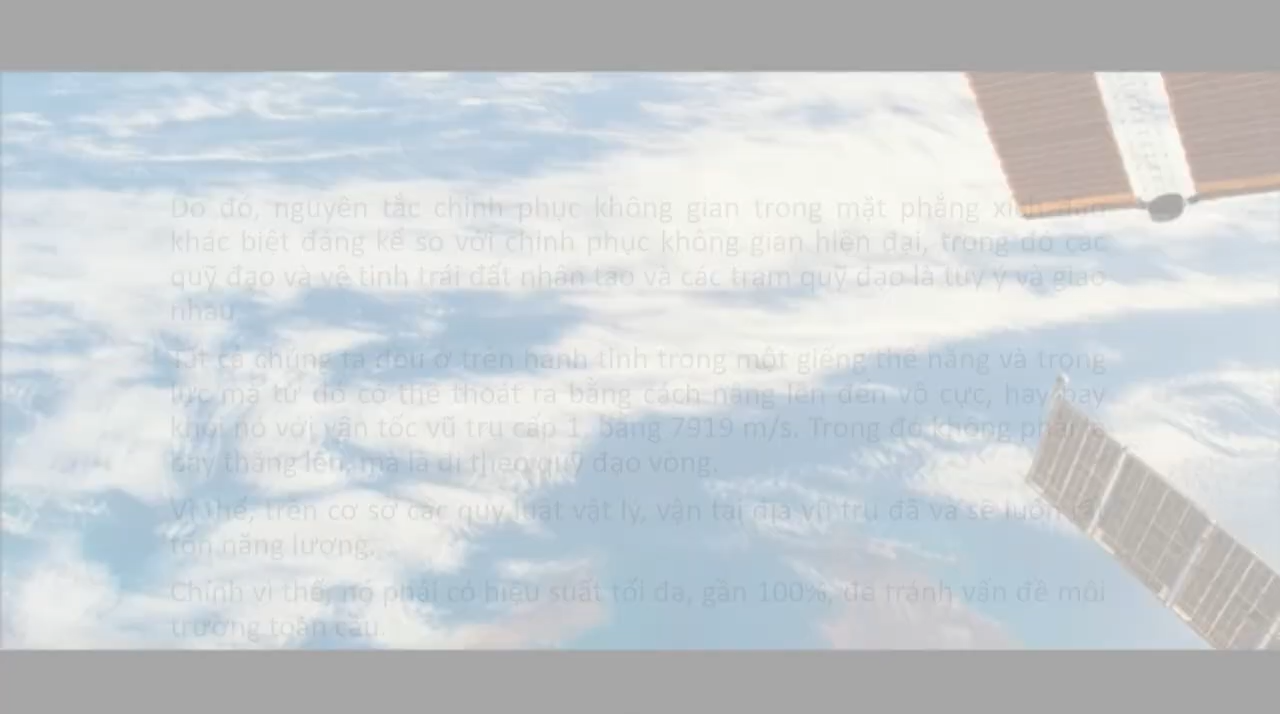 Do đó, nguyên tắc chinh phục không gian trong mặt phẳng xích đạo
khác biệt đáng kể so với chinh phục không gian hiện đại, trong đó các
quỹ đạo và vệ tinh trái đất nhân tạo và các trạm quỹ đạo là tùy ý và giao
nhau.
Tất cả chúng ta đều ở trên hành tinh trong một giếng thế năng và trọng
lực mà từ đó có thể thoát ra bằng cách nâng lên đến vô cực, hay bay
khỏi nó với vận tốc vũ trụ cấp 1, bằng 7919 m/s. Trong đó không phải
bay thẳng lên, mà là đi theo quỹ đạo vòng.
Vì thế, trên cơ sở các quy luật vật lý, vận tải địa vũ trụ đã và sẽ luôn
tốn năng lượng.
Chính vì thế, nó phải có hiệu suất tối đa, gần 100%, để tránh vấn đề môi
trường toàn cầu.